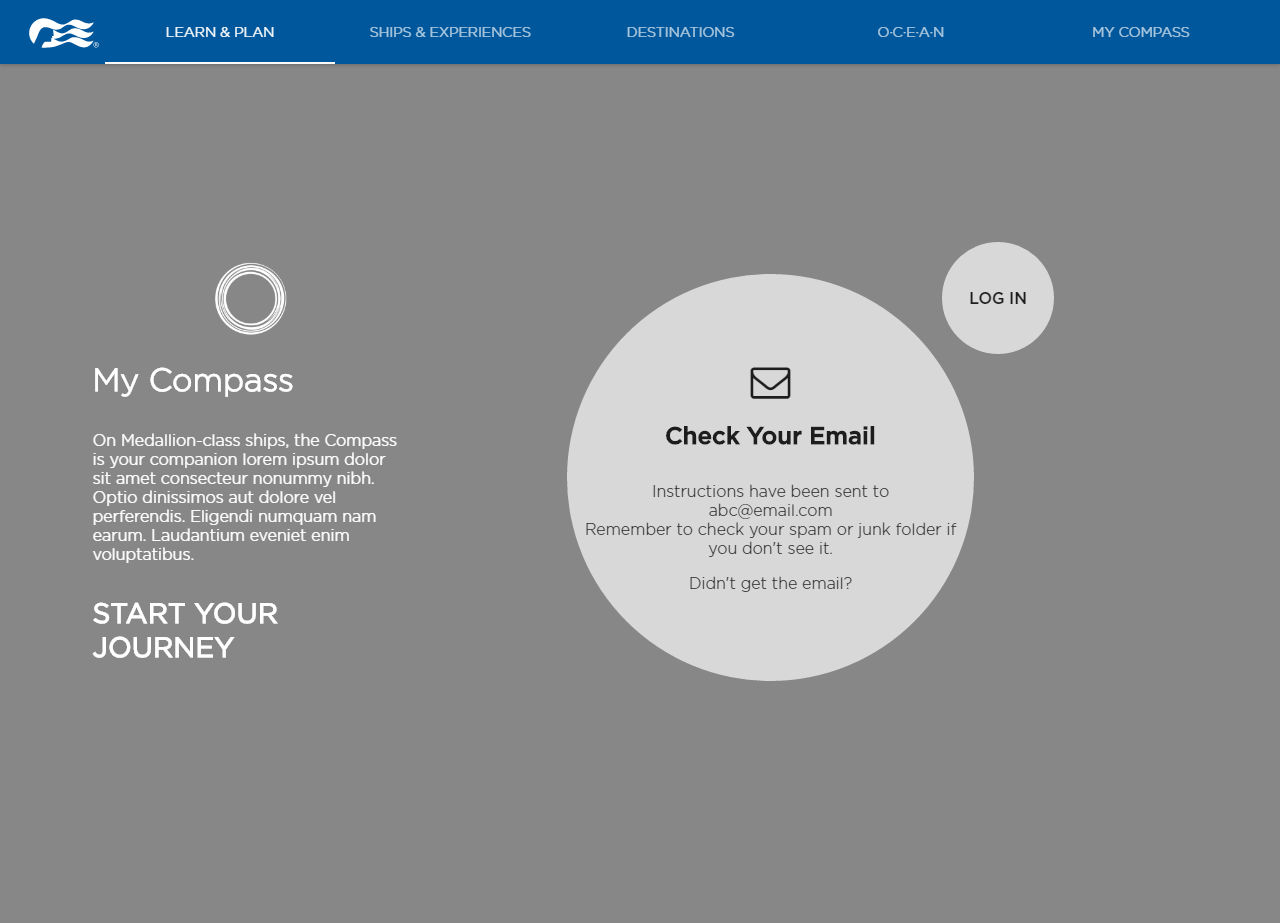 LEARN & PLAN
SHIPS & EXPERIENCES
DESTINATIONS
O·C·E·A·N
MY COMPASS
®
LOG IN
My Compass
On Medallion-class ships, the Compass
is your companion lorem ipsum dolor
sit amet consecteur nonummy nibh.
Optio dinissimos aut dolore vel
perferendis. Eligendi numquam nam
earum. Laudantium eveniet enim
voluptatibus.
START YOUR
JOURNEY
Check Your Email
Instructions have been sent to
abc@email.com
Remember to check your spam or junk folder if
you don't see it.
Didn't get the email?